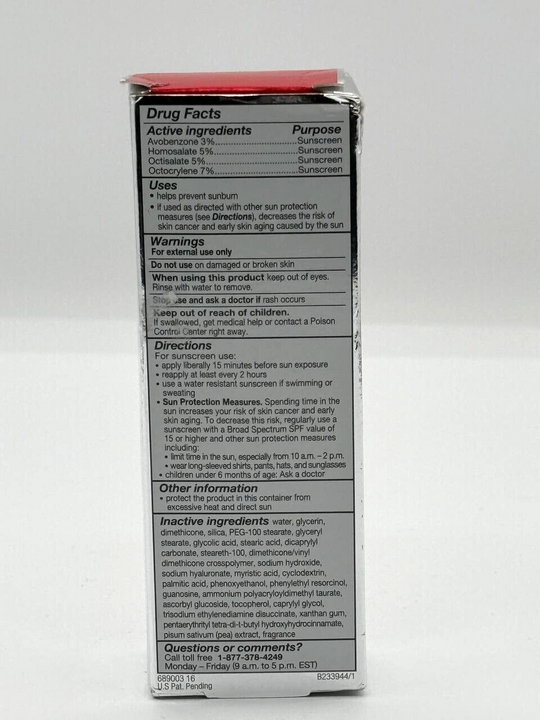 Drug Facts
Active ingredients Purpose
Avobenzone 3%..............................Sunscreen
Homosalate 5%..............................Sunscreen
Octisalate 5%................................Sunscreen
Octocrylene 7%.............................Sunscreen
Uses
• helps prevent sunburn
• if used as directed with other sun protection
measures (see Directions), decreases the risk of
skin cancer and early skin aging caused by the sun
Warnings
For external use only
Do not use on damaged or broken skin
When using this product keep out of eyes.
Rinse with water to remove.
Stop use and ask a doctor if rash occurs
Keep out of reach of children.
If swallowed, get medical help or contact a Poison
Control Center right away.
Directions
For sunscreen use:
• apply liberally 15 minutes before sun exposure
• reapply at least every 2 hours
• use a water resistant sunscreen if swimming or
sweating
• Sun Protection Measures. Spending time in the
sun increases your risk of skin cancer and early
skin aging. To decrease this risk, regularly use a
sunscreen with a Broad Spectrum SPF value of
15 or higher and other sun protection measures
including:
• limit time in the sun, especially from 10 a.m. – 2 p.m.
• wear long-sleeved shirts, pants, hats, and sunglasses
• children under 6 months of age: Ask a doctor
Other information
• protect the product in this container from
excessive heat and direct sun
Inactive ingredients water, glycerin,
dimethicone, silica, PEG-100 stearate, glyceryl
stearate, glycolic acid, stearic acid, dicaprylyl
carbonate, steareth-100, dimethicone/vinyl
dimethicone crosspolymer, sodium hydroxide,
sodium hyaluronate, myristic acid, cyclodextrin,
palmitic acid, phenoxyethanol, phenylethyl resorcinol,
guanosine, ammonium polyacryloyldimethyl taurate,
ascorbyl glucoside, tocopherol, caprylyl glycol,
trisodium ethylenediamine disuccinate, xanthan gum,
pentaerythrityl tetra-di-t-butyl hydroxyhydrocinnamate,
pisum sativum (pea) extract, fragrance
Questions or comments?
Call toll free 1-877-378-4249
Monday – Friday (9 a.m. to 5 p.m. EST)
689003 16 B233944/1
U.S Pat. Pending